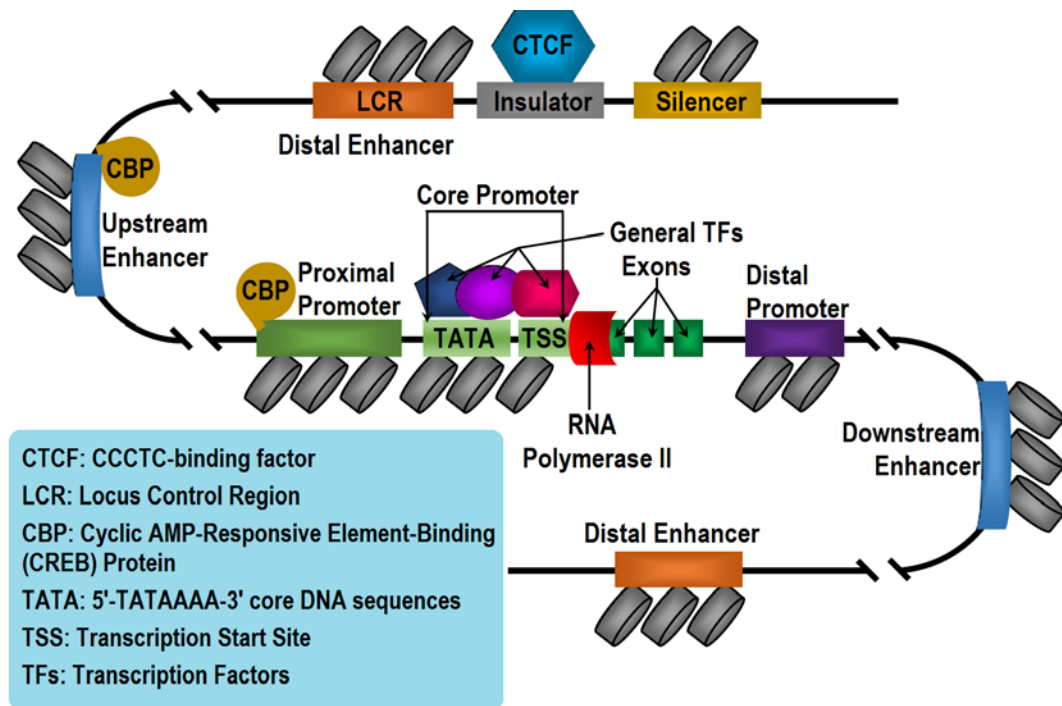 CTCF
LCR
Insulator
Silencer
Distal Enhancer
CBP
Upstream
Enhancer
Core Promoter
General TFs
Exons
CBP
Proximal
Promoter
Distal
Promoter
TATA
TSS
RNA
Polymerase II
Downstream
Enhancer
Distal Enhancer
CTCF: CCCTC-binding factor
LCR: Locus Control Region
CBP: Cyclic AMP-Responsive Element-Binding
(CREB) Protein
TATA: 5'-TATAAAA-3' core DNA sequences
TSS: Transcription Start Site
TFs: Transcription Factors